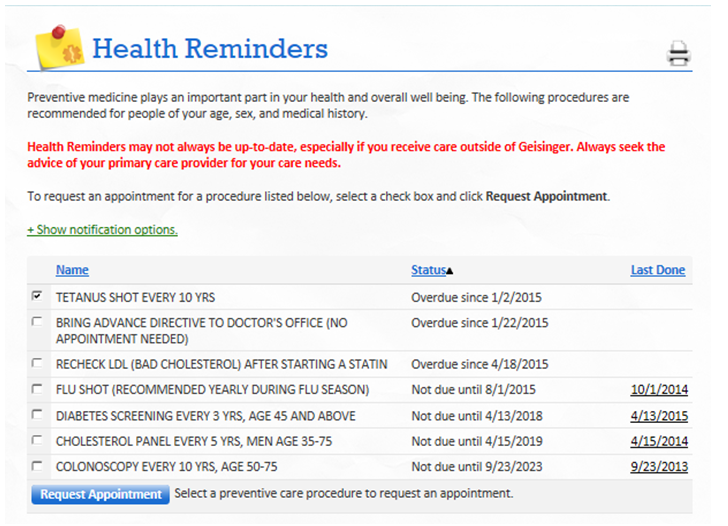 Health Reminders
Preventive medicine plays an important part in your health and overall well being. The following procedures are
recommended for people of your age, sex, and medical history.
Health Reminders may not always be up-to-date, especially if you receive care outside of Geisinger. Always seek the
advice of your primary care provider for your care needs.
To request an appointment for a procedure listed below, select a check box and click Request Appointment.
+ Show notification options.
Name Status▲ Last Done
TETANUS SHOT EVERY 10 YRS Overdue since 1/2/2015
BRING ADVANCE DIRECTIVE TO DOCTOR'S OFFICE (NO Overdue since 1/22/2015
APPOINTMENT NEEDED)
RECHECK LDL (BAD CHOLESTEROL) AFTER STARTING A STATIN Overdue since 4/18/2015
FLU SHOT (RECOMMENDED YEARLY DURING FLU SEASON) Not due until 8/1/2015 10/1/2014
DIABETES SCREENING EVERY 3 YRS, AGE 45 AND ABOVE Not due until 4/13/2018 4/13/2015
CHOLESTEROL PANEL EVERY 5 YRS, MEN AGE 35-75 Not due until 4/15/2019 4/15/2014
COLONOSCOPY EVERY 10 YRS, AGE 50-75 Not due until 9/23/2023 9/23/2013
Request Appointment Select a preventive care procedure to request an appointment.